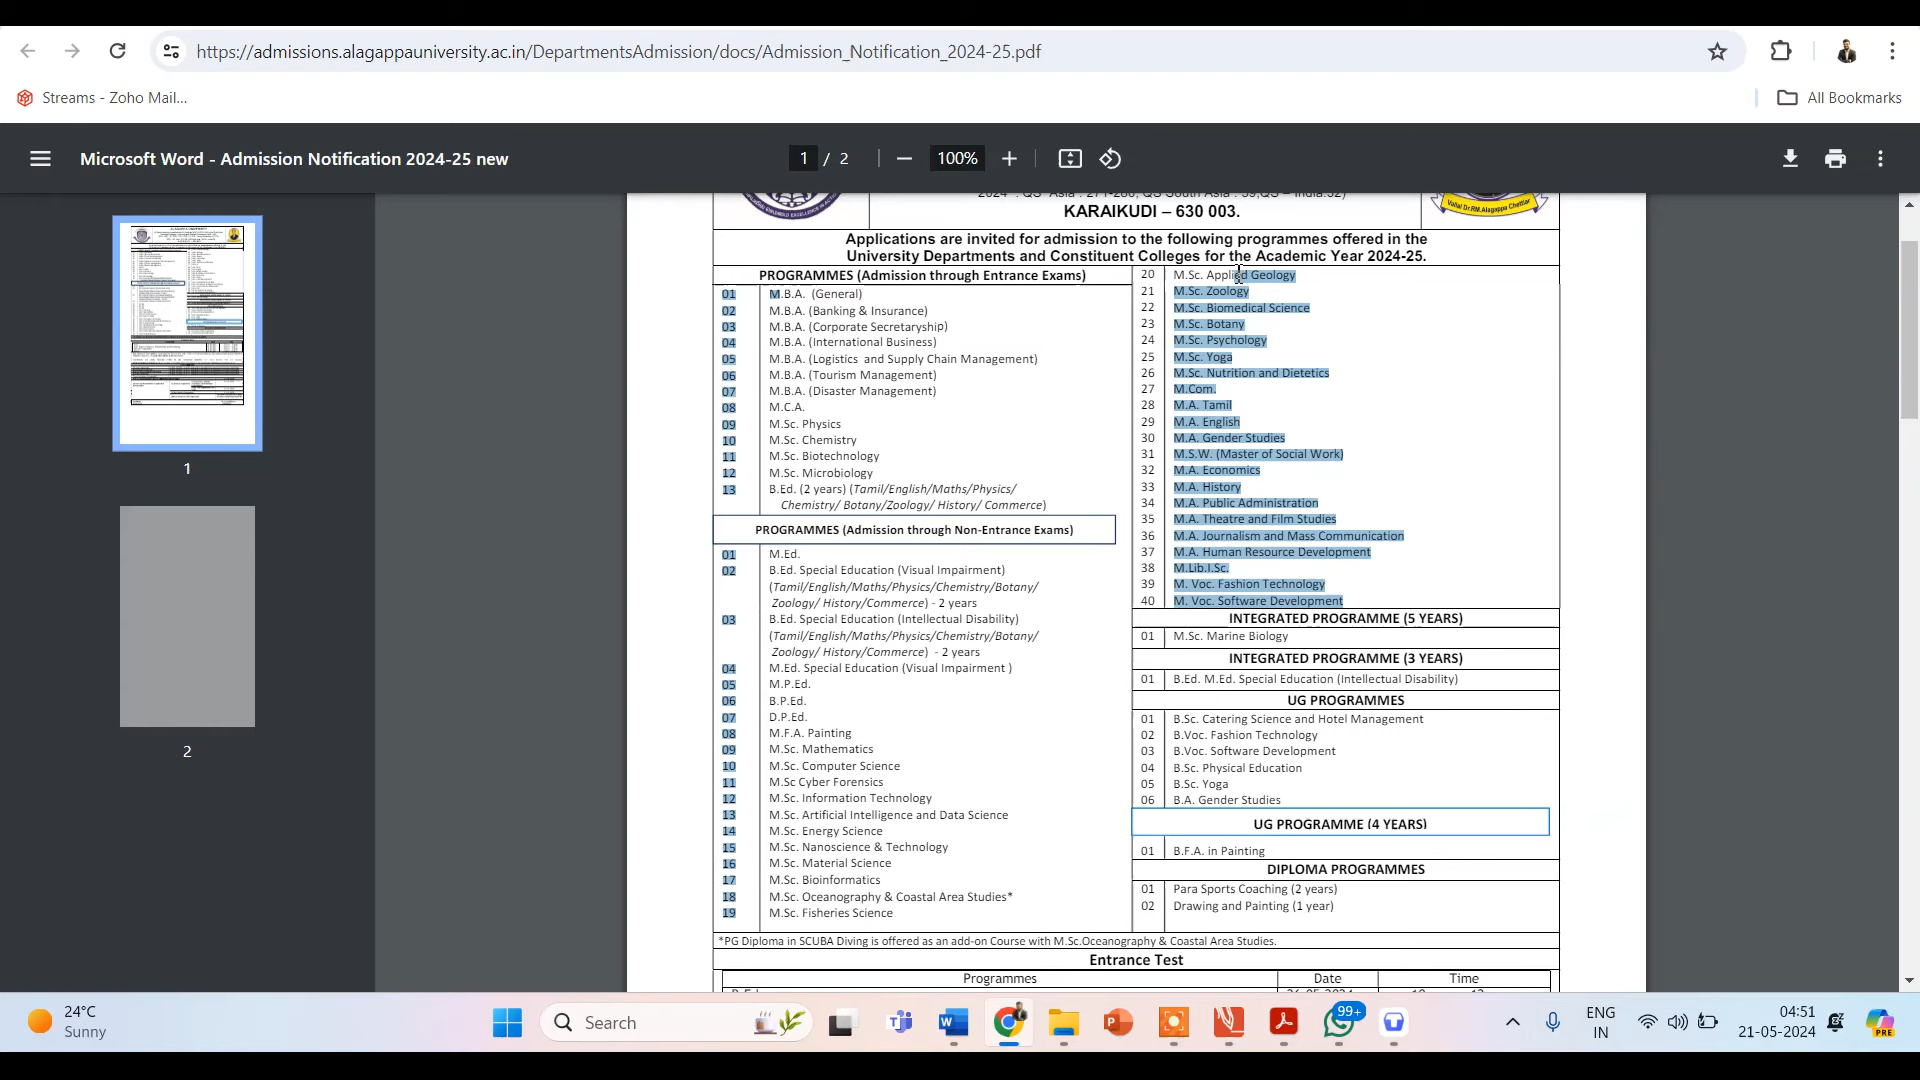 https://admissions.alagappauniversity.ac.in/DepartmentsAdmission/docs/Admission_Notification_2024-25.pdf
Streams - Zoho Mail...
All Bookmarks
Microsoft Word - Admission Notification 2024-25 new
1 / 2
100%
1
2
2024 : QS Asia : 271-280, QS South Asia : 59,QS – India:32)
KARAIKUDI – 630 003.
Vallal Dr.RM.Alagappa Chettiar
Applications are invited for admission to the following programmes offered in the
University Departments and Constituent Colleges for the Academic Year 2024-25.
PROGRAMMES (Admission through Entrance Exams)
01 M.B.A. (General)
02 M.B.A. (Banking & Insurance)
03 M.B.A. (Corporate Secretaryship)
04 M.B.A. (International Business)
05 M.B.A. (Logistics and Supply Chain Management)
06 M.B.A. (Tourism Management)
07 M.B.A. (Disaster Management)
08 M.C.A.
09 M.Sc. Physics
10 M.Sc. Chemistry
11 M.Sc. Biotechnology
12 M.Sc. Microbiology
13 B.Ed. (2 years) (Tamil/English/Maths/Physics/
Chemistry/ Botany/Zoology/ History/ Commerce)
PROGRAMMES (Admission through Non-Entrance Exams)
01 M.Ed.
02 B.Ed. Special Education (Visual Impairment)
(Tamil/English/Maths/Physics/Chemistry/Botany/
Zoology/ History/Commerce) - 2 years
03 B.Ed. Special Education (Intellectual Disability)
(Tamil/English/Maths/Physics/Chemistry/Botany/
Zoology/ History/Commerce) - 2 years
04 M.Ed. Special Education (Visual Impairment )
05 M.P.Ed.
06 B.P.Ed.
07 D.P.Ed.
08 M.F.A. Painting
09 M.Sc. Mathematics
10 M.Sc. Computer Science
11 M.Sc Cyber Forensics
12 M.Sc. Information Technology
13 M.Sc. Artificial Intelligence and Data Science
14 M.Sc. Energy Science
15 M.Sc. Nanoscience & Technology
16 M.Sc. Material Science
17 M.Sc. Bioinformatics
18 M.Sc. Oceanography & Coastal Area Studies*
19 M.Sc. Fisheries Science
20 M.Sc. Applied Geology
21 M.Sc. Zoology
22 M.Sc. Biomedical Science
23 M.Sc. Botany
24 M.Sc. Psychology
25 M.Sc. Yoga
26 M.Sc. Nutrition and Dietetics
27 M.Com.
28 M.A. Tamil
29 M.A. English
30 M.A. Gender Studies
31 M.S.W. (Master of Social Work)
32 M.A. Economics
33 M.A. History
34 M.A. Public Administration
35 M.A. Theatre and Film Studies
36 M.A. Journalism and Mass Communication
37 M.A. Human Resource Development
38 M.Lib.I.Sc.
39 M. Voc. Fashion Technology
40 M. Voc. Software Development
INTEGRATED PROGRAMME (5 YEARS)
01 M.Sc. Marine Biology
INTEGRATED PROGRAMME (3 YEARS)
01 B.Ed. M.Ed. Special Education (Intellectual Disability)
UG PROGRAMMES
01 B.Sc. Catering Science and Hotel Management
02 B.Voc. Fashion Technology
03 B.Voc. Software Development
04 B.Sc. Physical Education
05 B.Sc. Yoga
06 B.A. Gender Studies
UG PROGRAMME (4 YEARS)
01 B.F.A. in Painting
DIPLOMA PROGRAMMES
01 Para Sports Coaching (2 years)
02 Drawing and Painting (1 year)
*PG Diploma in SCUBA Diving is offered as an add-on Course with M.Sc.Oceanography & Coastal Area Studies.
Entrance Test
Programmes Date Time
24°C
Sunny
Search
99+
ENG
IN
04:51
21-05-2024
PRE